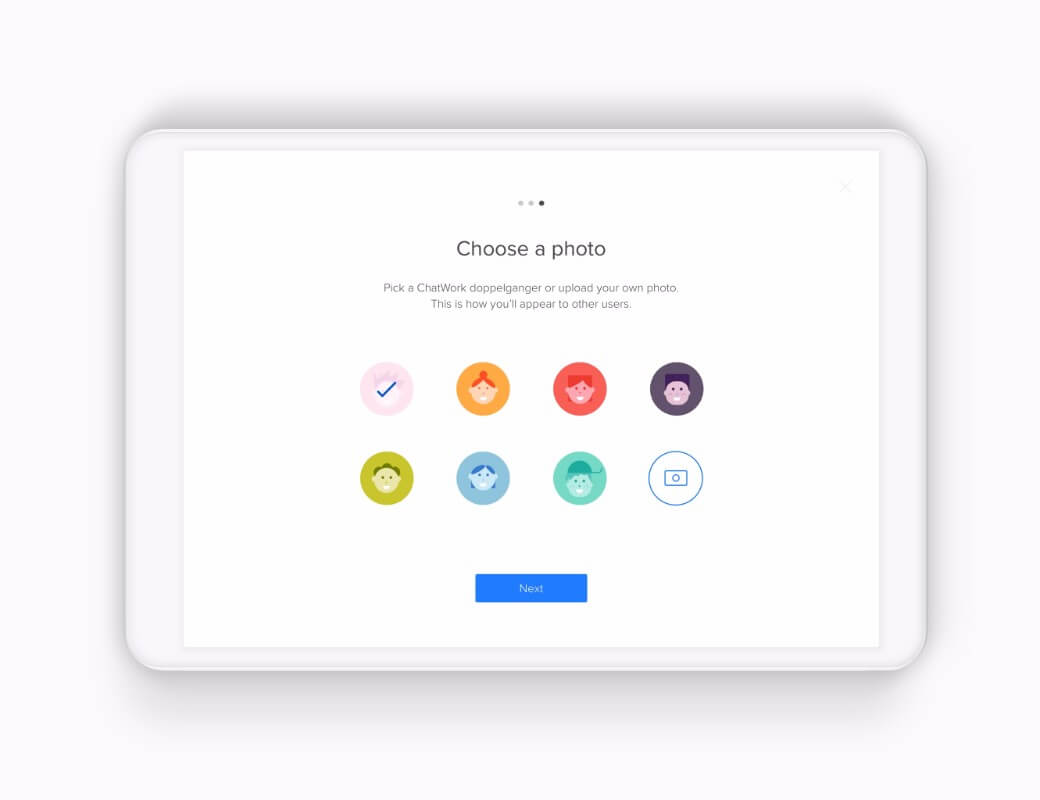 Choose a photo
Pick a ChatWork doppelganger or upload your own photo.
This is how you'll appear to other users.
Next